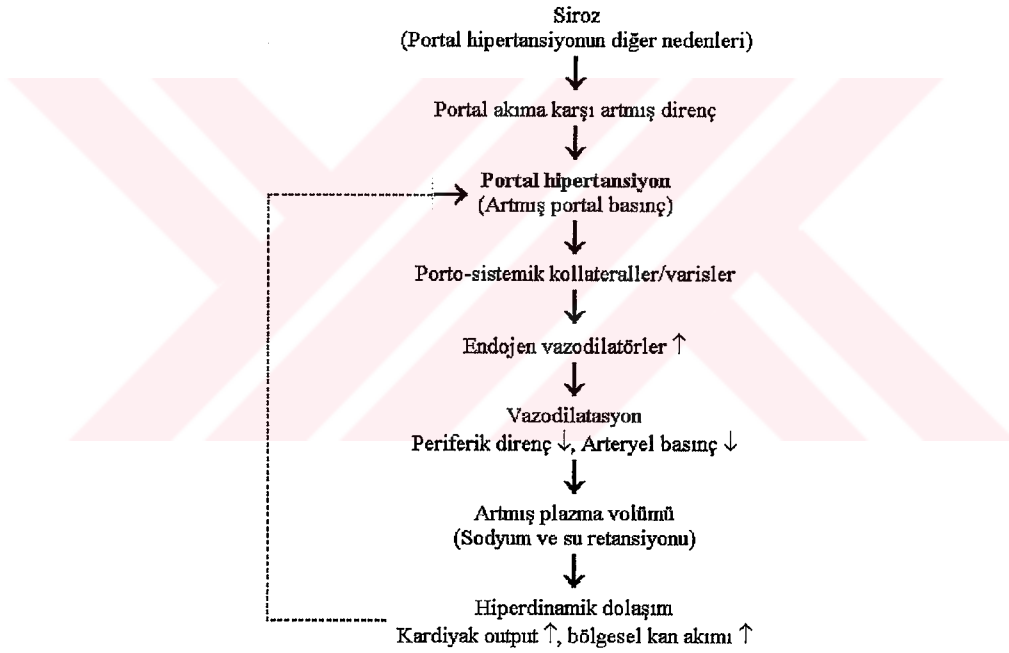 Siroz
(Portal hipertansiyonun diğer nedenleri)
Portal akıma karşı artmış direnç
Portal hipertansiyon
(Artmış portal basınç)
Porto-sistemik kollateraller/varisler
Endojen vazodilatörler ↑
Vazodilatasyon
Periferik direnç ↓, Arteryel basınç ↓
Artmış plazma volümü
(Sodyum ve su retansiyonu)
Hiperdinamik dolaşım
Kardiyak output ↑, bölgesel kan akımı ↑